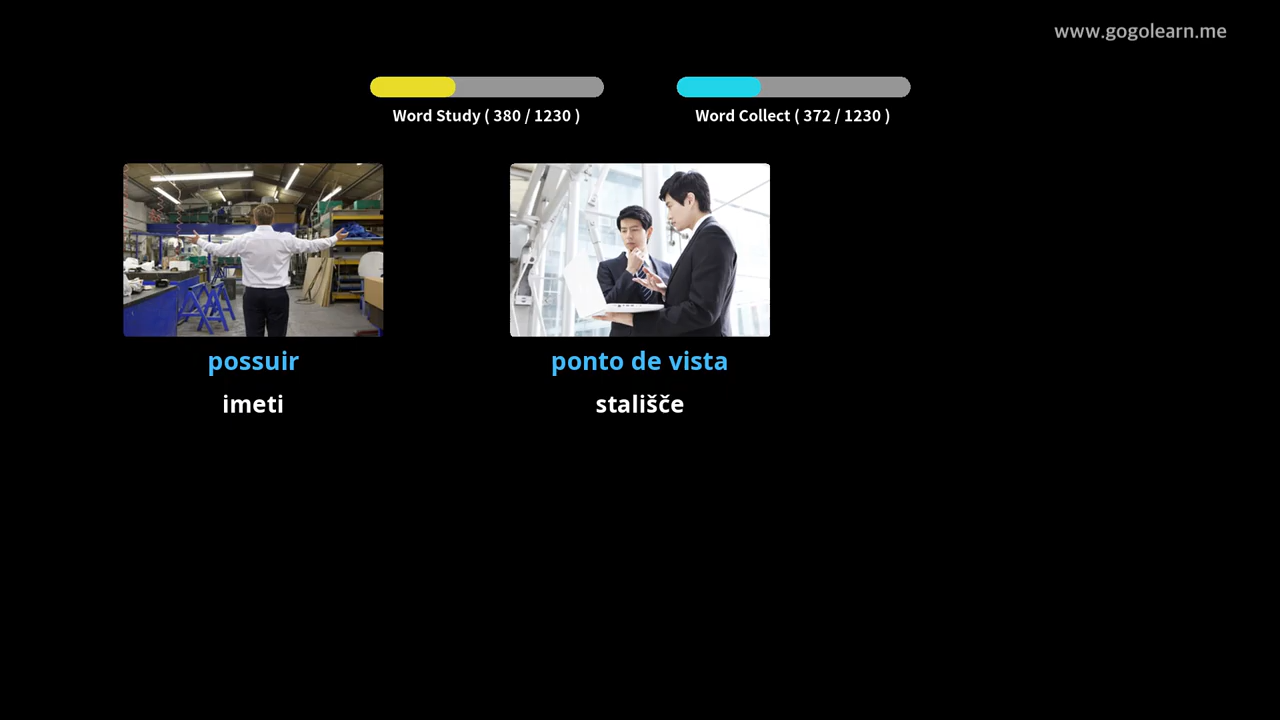 www.gogolearn.me
Word Study ( 380 / 1230 )
Word Collect ( 372 / 1230 )
possuir
imeti
ponto de vista
stališče